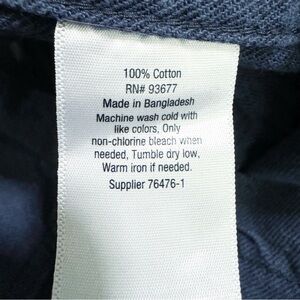 100% Cotton
RN# 93677
Made in Bangladesh
Machine wash cold with
like colors, Only
non-chlorine bleach when
needed, Tumble dry low,
Warm iron if needed.
Supplier 76476-1